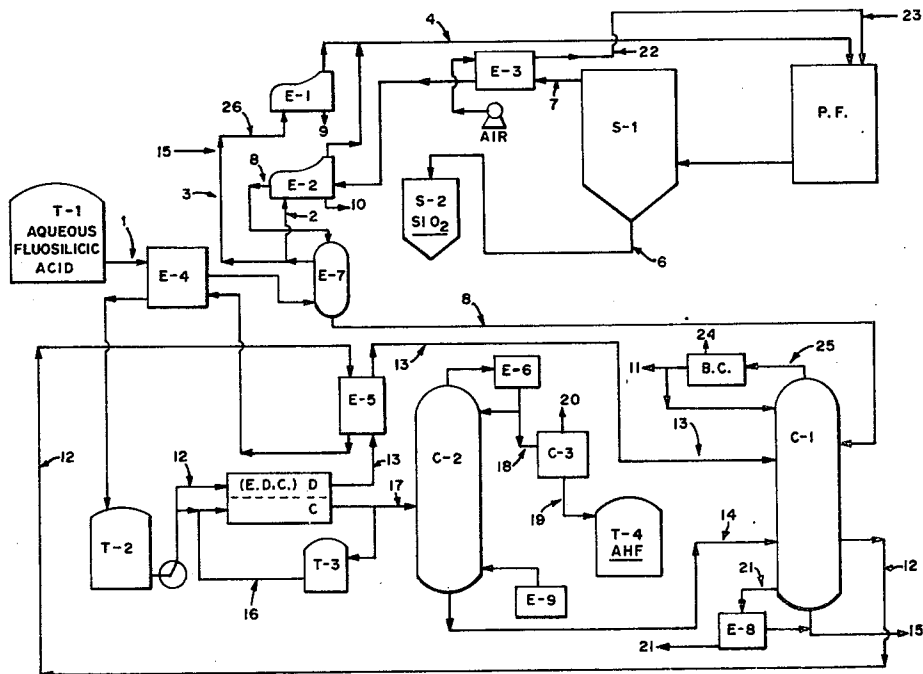 4
23
22
E-3
E-1
7
S-1
P.F.
26
9
AIR
15
8
E-2
3
10
S-2
SIO2
T-1
AQUEOUS
FLUOSILICIC
ACID
1
2
E-4
E-7
6
8
13
24
25
11
B.C.
E-6
20
E-5
13
C-1
C-2
18
C-3
12
12
13
17
(E.D.C.) D
C
19
14
T-4
AHF
T-2
T-3
12
21
16
E-9
E-8
15
21